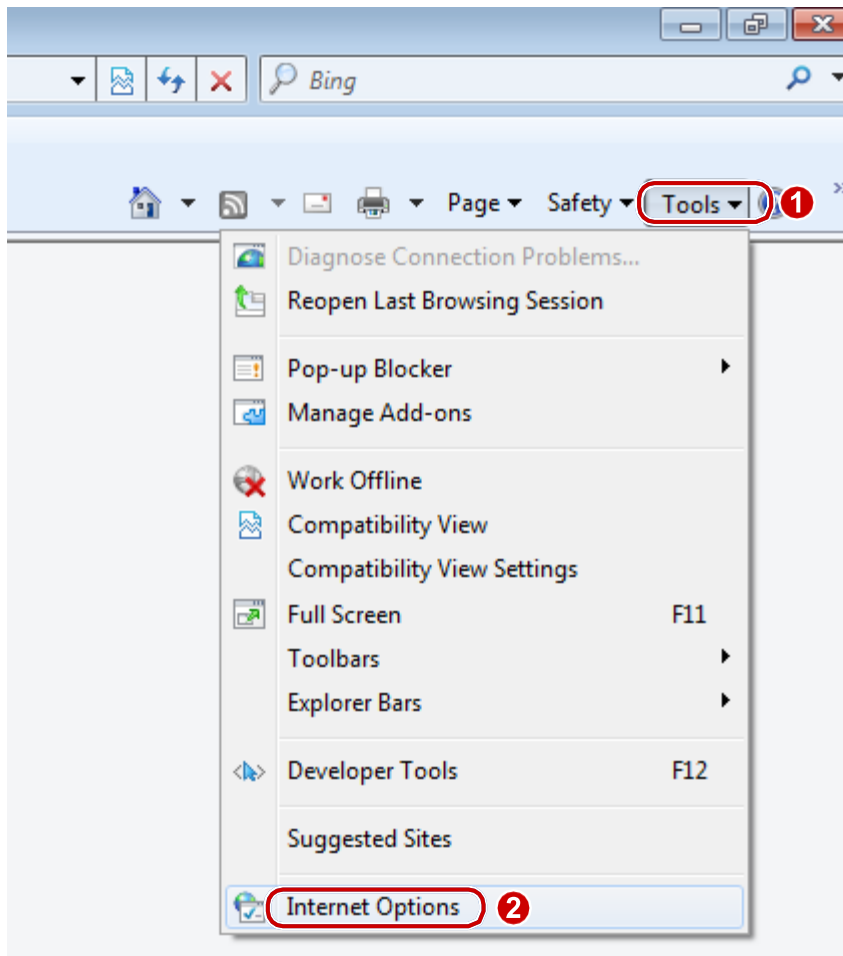 Bing
Page Safety Tools 1
Diagnose Connection Problems...
Reopen Last Browsing Session
Pop-up Blocker
Manage Add-ons
Work Offline
Compatibility View
Compatibility View Settings
Full Screen F11
Toolbars
Explorer Bars
Developer Tools F12
Suggested Sites
Internet Options 2